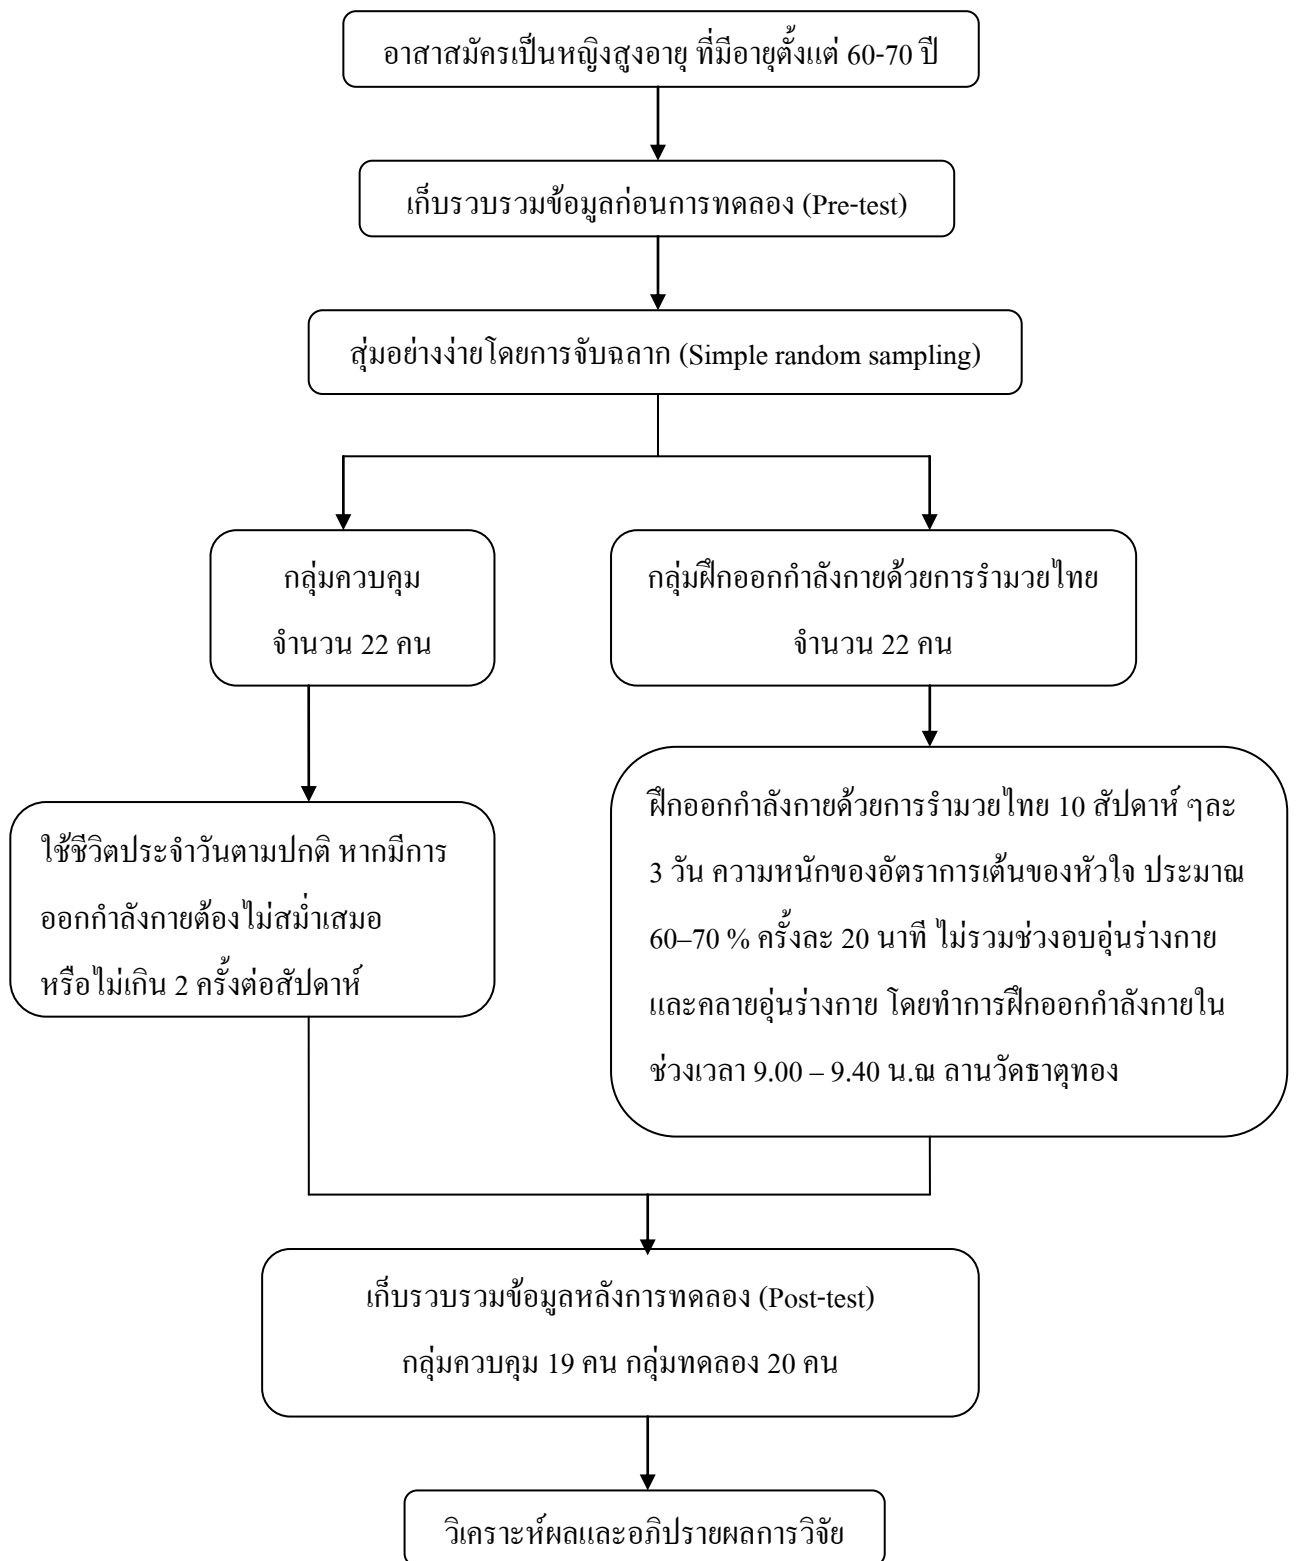 อาสาสมัครเป็นหญิงสูงอายุ ที่มีอายุตั้งแต่ 60-70 ปี
เก็บรวบรวมข้อมูลก่อนการทดลอง (Pre-test)
สุ่มอย่างง่ายโดยการจับฉลาก (Simple random sampling)
กลุ่มควบคุม
จำนวน 22 คน
กลุ่มฝึกออกกำลังกายด้วยการรำมวยไทย
จำนวน 22 คน
ใช้ชีวิตประจำวันตามปกติ หากมีการ
ออกกำลังกายต้องไม่สม่ำเสมอ
หรือไม่เกิน 2 ครั้งต่อสัปดาห์
ฝึกออกกำลังกายด้วยการรำมวยไทย 10 สัปดาห์ ๆละ
3 วัน ความหนักของอัตราการเต้นของหัวใจ ประมาณ
60–70 % ครั้งละ 20 นาที ไม่รวมช่วงอบอุ่นร่างกาย
และคลายอุ่นร่างกาย โดยทำการฝึกออกกำลังกายใน
ช่วงเวลา 9.00 – 9.40 น.ณ ลานวัดธาตุทอง
เก็บรวบรวมข้อมูลหลังการทดลอง (Post-test)
กลุ่มควบคุม 19 คน กลุ่มทดลอง 20 คน
วิเคราะห์ผลและอภิปรายผลการวิจัย